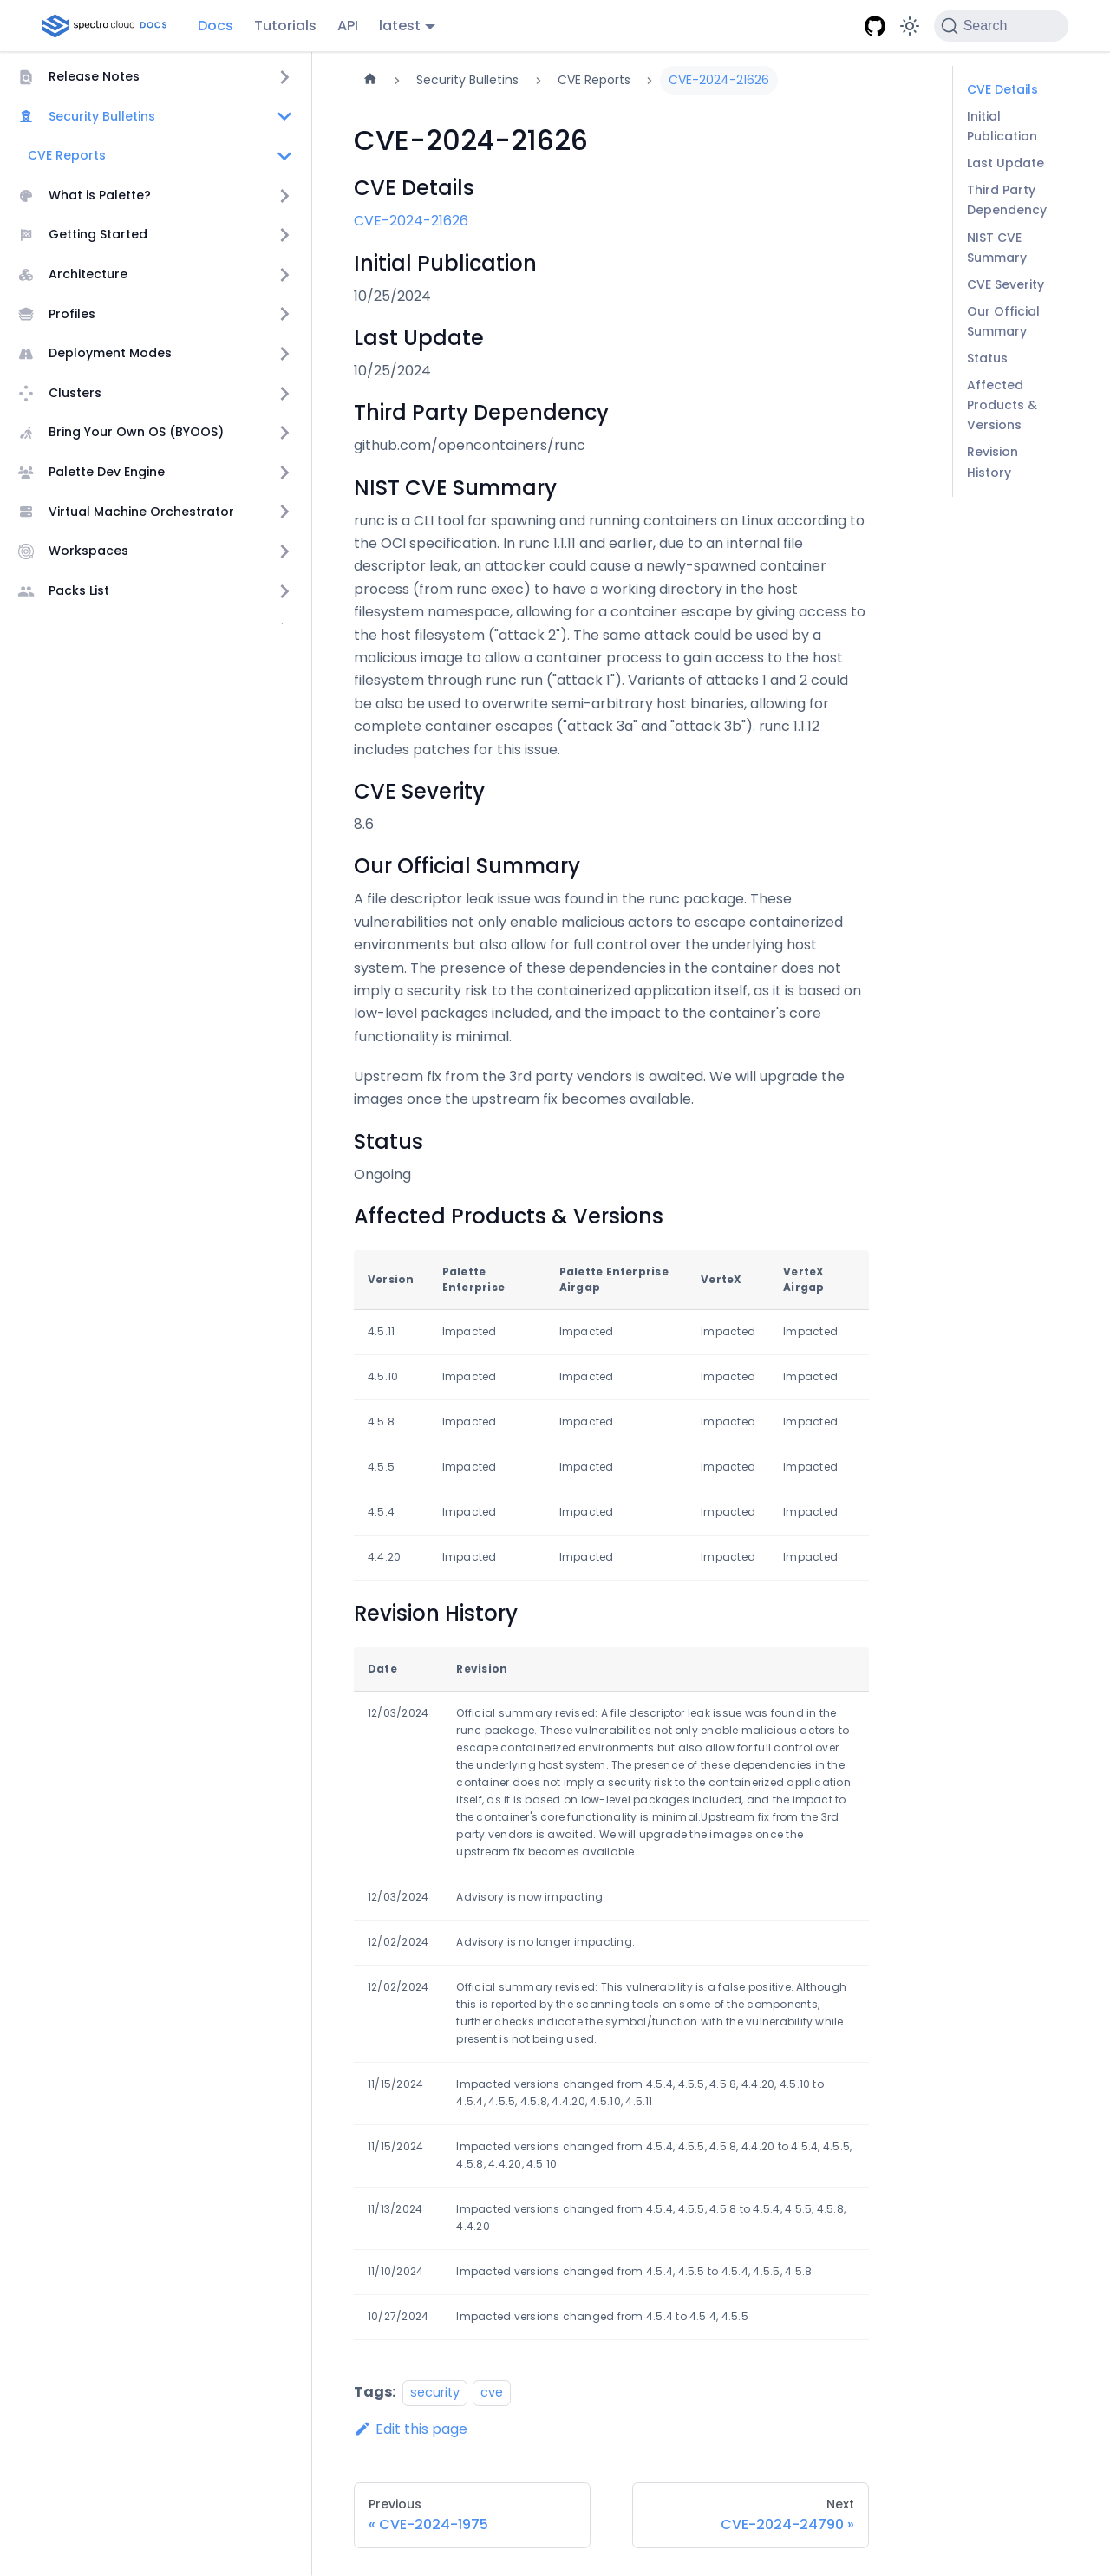 spectro cloud DOCS
Docs
Tutorials
API
latest
Search
Release Notes
Security Bulletins
CVE Reports
What is Palette?
Getting Started
Architecture
Profiles
Deployment Modes
Clusters
Bring Your Own OS (BYOOS)
Palette Dev Engine
Virtual Machine Orchestrator
Workspaces
Packs List
Security Bulletins
CVE Reports
CVE-2024-21626
CVE-2024-21626
CVE Details
CVE-2024-21626
Initial Publication
10/25/2024
Last Update
10/25/2024
Third Party Dependency
github.com/opencontainers/runc
NIST CVE Summary
runc is a CLI tool for spawning and running containers on Linux according to
the OCI specification. In runc 1.1.11 and earlier, due to an internal file
descriptor leak, an attacker could cause a newly-spawned container
process (from runc exec) to have a working directory in the host
filesystem namespace, allowing for a container escape by giving access to
the host filesystem ("attack 2"). The same attack could be used by a
malicious image to allow a container process to gain access to the host
filesystem through runc run ("attack 1"). Variants of attacks 1 and 2 could
be also be used to overwrite semi-arbitrary host binaries, allowing for
complete container escapes ("attack 3a" and "attack 3b"). runc 1.1.12
includes patches for this issue.
CVE Severity
8.6
Our Official Summary
A file descriptor leak issue was found in the runc package. These
vulnerabilities not only enable malicious actors to escape containerized
environments but also allow for full control over the underlying host
system. The presence of these dependencies in the container does not
imply a security risk to the containerized application itself, as it is based on
low-level packages included, and the impact to the container's core
functionality is minimal.
Upstream fix from the 3rd party vendors is awaited. We will upgrade the
images once the upstream fix becomes available.
Status
Ongoing
Affected Products & Versions
Version Palette Enterprise Palette Enterprise Airgap VerteX VerteX Airgap
4.5.11 Impacted Impacted Impacted Impacted
4.5.10 Impacted Impacted Impacted Impacted
4.5.8 Impacted Impacted Impacted Impacted
4.5.5 Impacted Impacted Impacted Impacted
4.5.4 Impacted Impacted Impacted Impacted
4.4.20 Impacted Impacted Impacted Impacted
Revision History
Date Revision
12/03/2024 Official summary revised: A file descriptor leak issue was found in the
runc package. These vulnerabilities not only enable malicious actors to
escape containerized environments but also allow for full control over
the underlying host system. The presence of these dependencies in the
container does not imply a security risk to the containerized application
itself, as it is based on low-level packages included, and the impact to
the container's core functionality is minimal.Upstream fix from the 3rd
party vendors is awaited. We will upgrade the images once the
upstream fix becomes available.
12/03/2024 Advisory is now impacting.
12/02/2024 Advisory is no longer impacting.
12/02/2024 Official summary revised: This vulnerability is a false positive. Although
this is reported by the scanning tools on some of the components,
further checks indicate the symbol/function with the vulnerability while
present is not being used.
11/15/2024 Impacted versions changed from 4.5.4, 4.5.5, 4.5.8, 4.4.20, 4.5.10 to
4.5.4, 4.5.5, 4.5.8, 4.4.20, 4.5.10, 4.5.11
11/15/2024 Impacted versions changed from 4.5.4, 4.5.5, 4.5.8, 4.4.20 to 4.5.4, 4.5.5,
4.5.8, 4.4.20, 4.5.10
11/13/2024 Impacted versions changed from 4.5.4, 4.5.5, 4.5.8 to 4.5.4, 4.5.5, 4.5.8,
4.4.20
11/10/2024 Impacted versions changed from 4.5.4, 4.5.5 to 4.5.4, 4.5.5, 4.5.8
10/27/2024 Impacted versions changed from 4.5.4 to 4.5.4, 4.5.5
Tags: security cve
Edit this page
Previous
« CVE-2024-1975
Next
CVE-2024-24790 »
CVE Details
Initial
Publication
Last Update
Third Party
Dependency
NIST CVE
Summary
CVE Severity
Our Official
Summary
Status
Affected
Products &
Versions
Revision
History